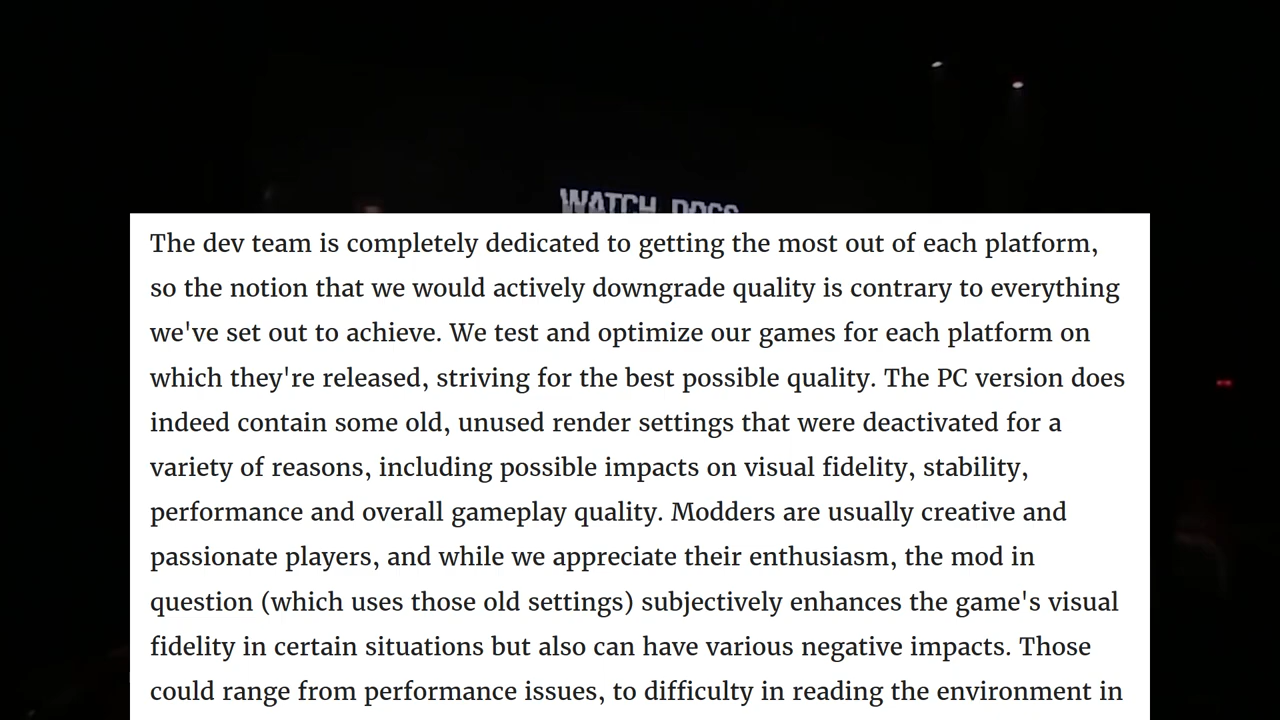 WATCH_DOGS
The dev team is completely dedicated to getting the most out of each platform,
so the notion that we would actively downgrade quality is contrary to everything
we've set out to achieve. We test and optimize our games for each platform on
which they're released, striving for the best possible quality. The PC version does
indeed contain some old, unused render settings that were deactivated for a
variety of reasons, including possible impacts on visual fidelity, stability,
performance and overall gameplay quality. Modders are usually creative and
passionate players, and while we appreciate their enthusiasm, the mod in
question (which uses those old settings) subjectively enhances the game's visual
fidelity in certain situations but also can have various negative impacts. Those
could range from performance issues, to difficulty in reading the environment in